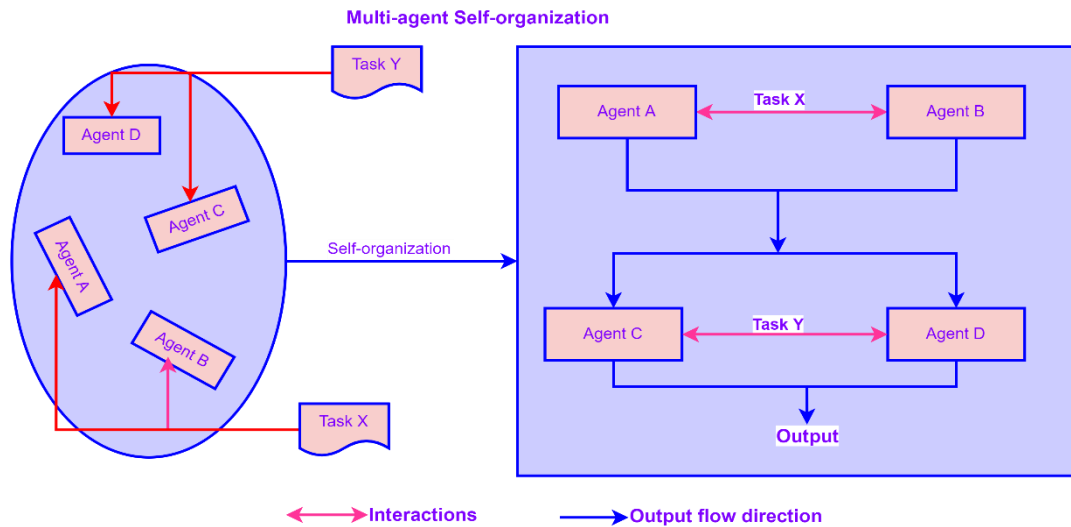 Multi-agent Self-organization
Task Y
Agent D
Agent C
Agent A
Agent B
Task X
Self-organization
Agent A
Task X
Agent B
Agent C
Task Y
Agent D
Output
Interactions
Output flow direction